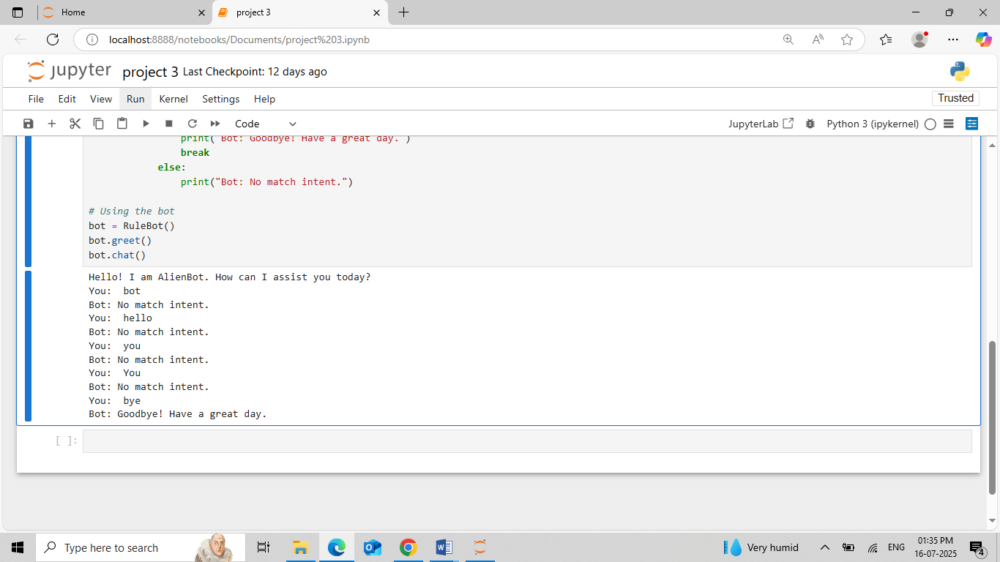 Home
project 3
localhost:8888/notebooks/Documents/project%203.ipynb
jupyter project 3 Last Checkpoint: 12 days ago
File Edit View Run Kernel Settings Help
Trusted
Code
JupyterLab
Python 3 (ipykernel)
print( Bot: Goodbye! Have a great day. )
break
else:
print("Bot: No match intent.")
# Using the bot
bot = RuleBot()
bot.greet()
bot.chat()
Hello! I am AlienBot. How can I assist you today?
You:  bot
Bot: No match intent.
You:  hello
Bot: No match intent.
You:  you
Bot: No match intent.
You:  You
Bot: No match intent.
You:  bye
Bot: Goodbye! Have a great day.
[ ]:
Type here to search
Very humid
ENG
01:35 PM
16-07-2025
4